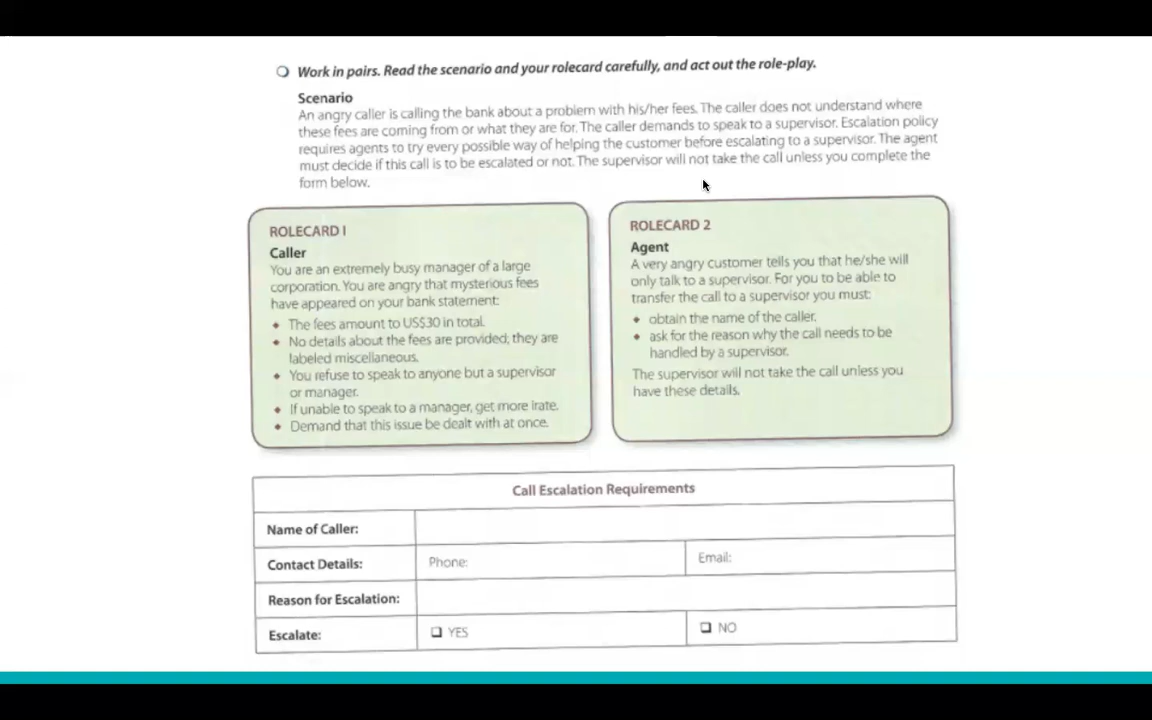 Work in pairs. Read the scenario and your rolecard carefully, and act out the role-play.
Scenario
An angry caller is calling the bank about a problem with his/her fees. The caller does not understand where
these fees are coming from or what they are for. The caller demands to speak to a supervisor. Escalation policy
requires agents to try every possible way of helping the customer before escalating to a supervisor. The agent
must decide if this call is to be escalated or not. The supervisor will not take the call unless you complete the
form below.
ROLECARD 1
Caller
You are an extremely busy manager of a large
corporation. You are angry that mysterious fees
have appeared on your bank statement:
The fees amount to US$30 in total.
No details about the fees are provided; they are
labeled miscellaneous.
You refuse to speak to anyone but a supervisor
or manager.
If unable to speak to a manager, get more irate.
Demand that this issue be dealt with at once.
ROLECARD 2
Agent
A very angry customer tells you that he/she will
only talk to a supervisor. For you to be able to
transfer the call to a supervisor you must:
obtain the name of the caller.
ask for the reason why the call needs to be
handled by a supervisor.
The supervisor will not take the call unless you
have these details.
Call Escalation Requirements
Name of Caller:
Contact Details: Phone: Email:
Reason for Escalation:
Escalate: YES NO